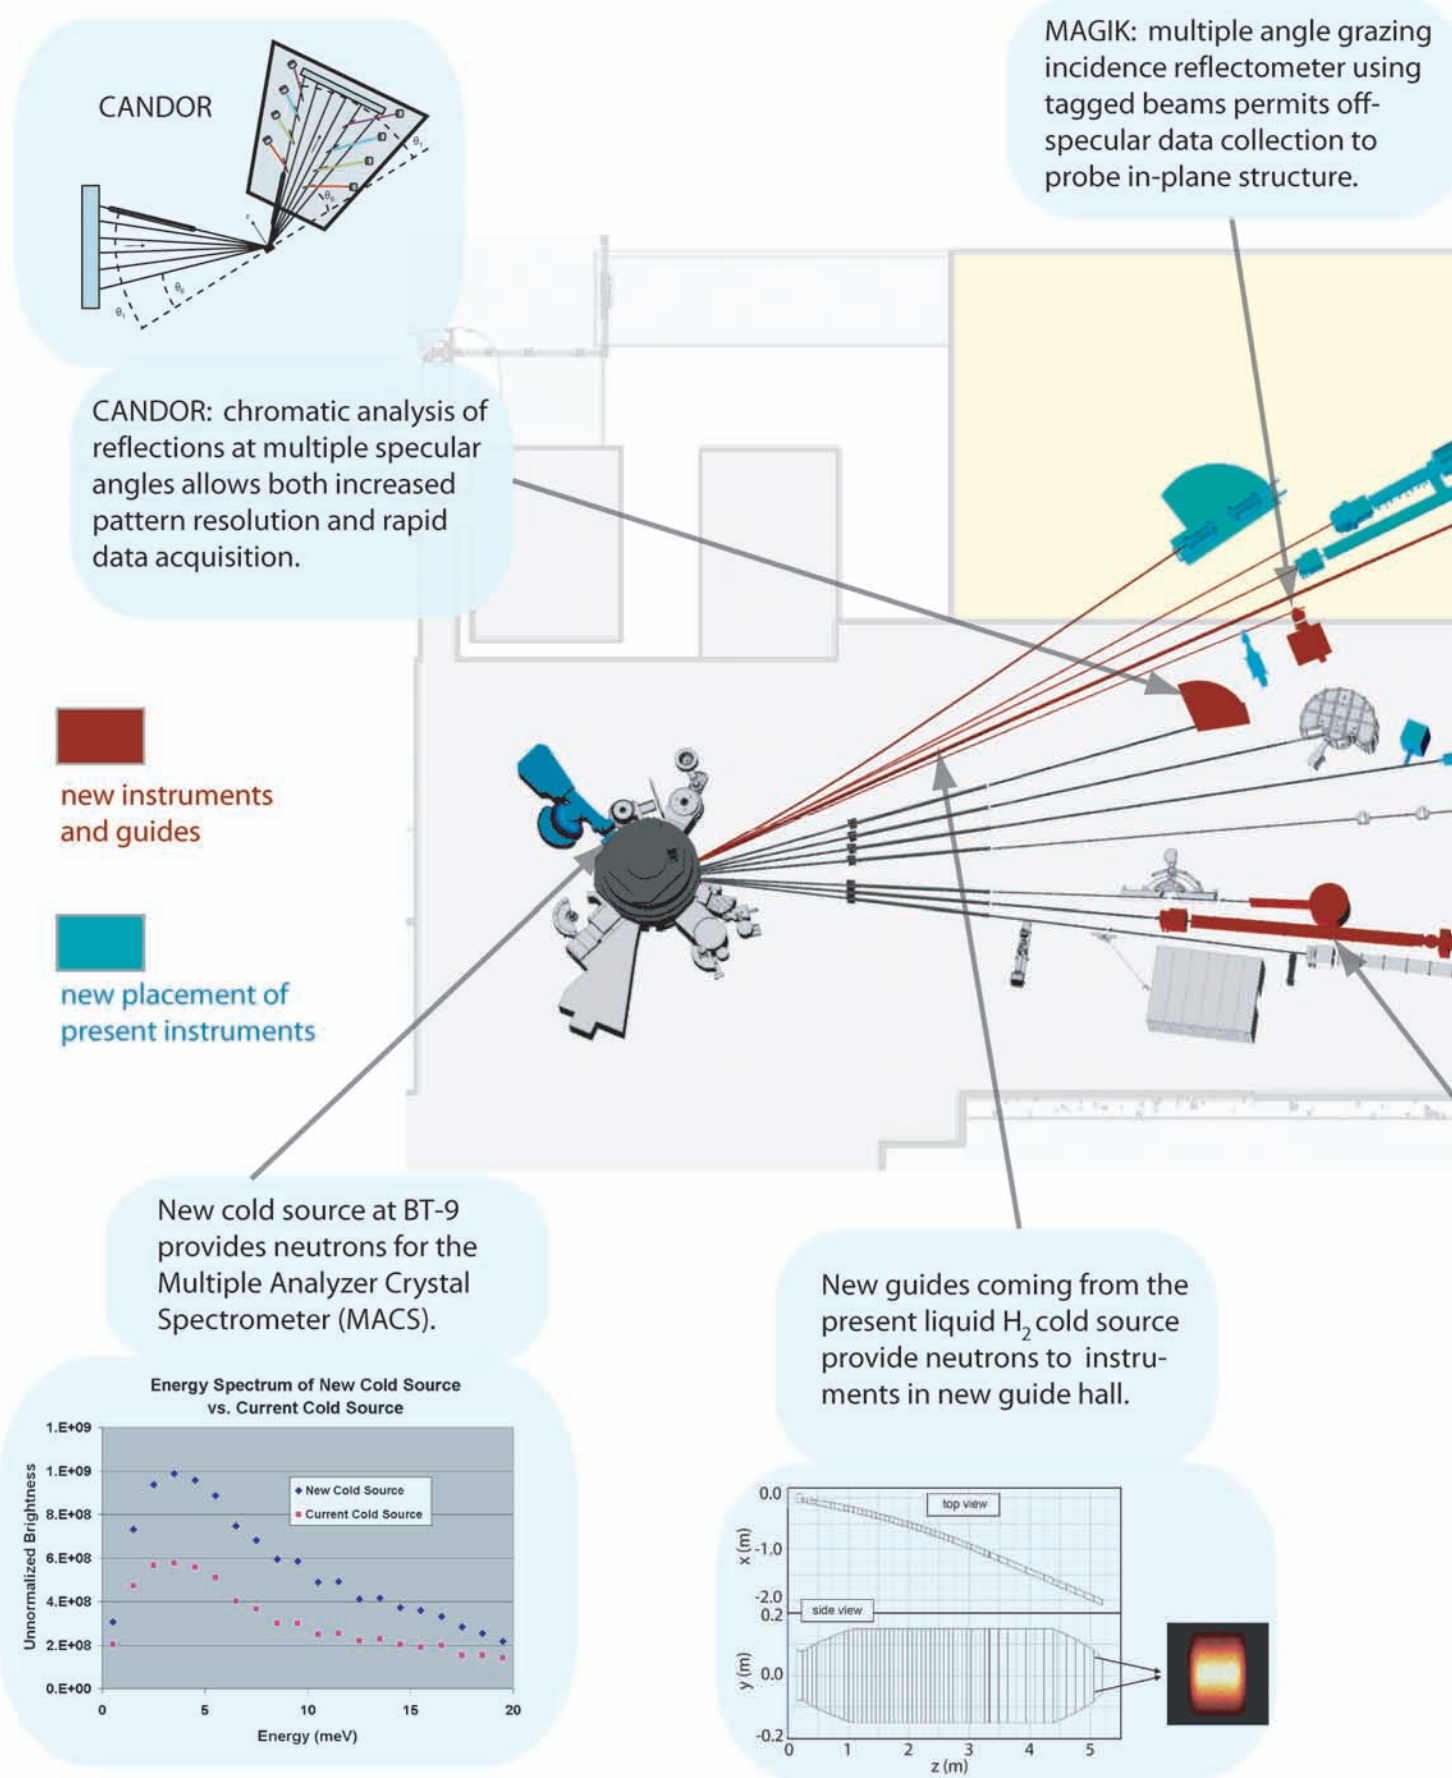 CANDOR
θ₁
θ₆
θ₆
θ₁
MAGIK: multiple angle grazing
incidence reflectometer using
tagged beams permits off-
specular data collection to
probe in-plane structure.
CANDOR: chromatic analysis of
reflections at multiple specular
angles allows both increased
pattern resolution and rapid
data acquisition.
new instruments
and guides
new placement of
present instruments
New cold source at BT-9
provides neutrons for the
Multiple Analyzer Crystal
Spectrometer (MACS).
New guides coming from the
present liquid H₂ cold source
provide neutrons to instru-
ments in new guide hall.
Energy Spectrum of New Cold Source
vs. Current Cold Source
Unnormalized Brightness
1.E+09
1.E+09
8.E+08
6.E+08
4.E+08
2.E+08
0.E+00
New Cold Source
Current Cold Source
0 5 10 15 20
Energy (meV)
top view
x (m)
0.0
-1.0
-2.0
side view
y (m)
0.2
0.0
-0.2
0 1 2 3 4 5
z (m)